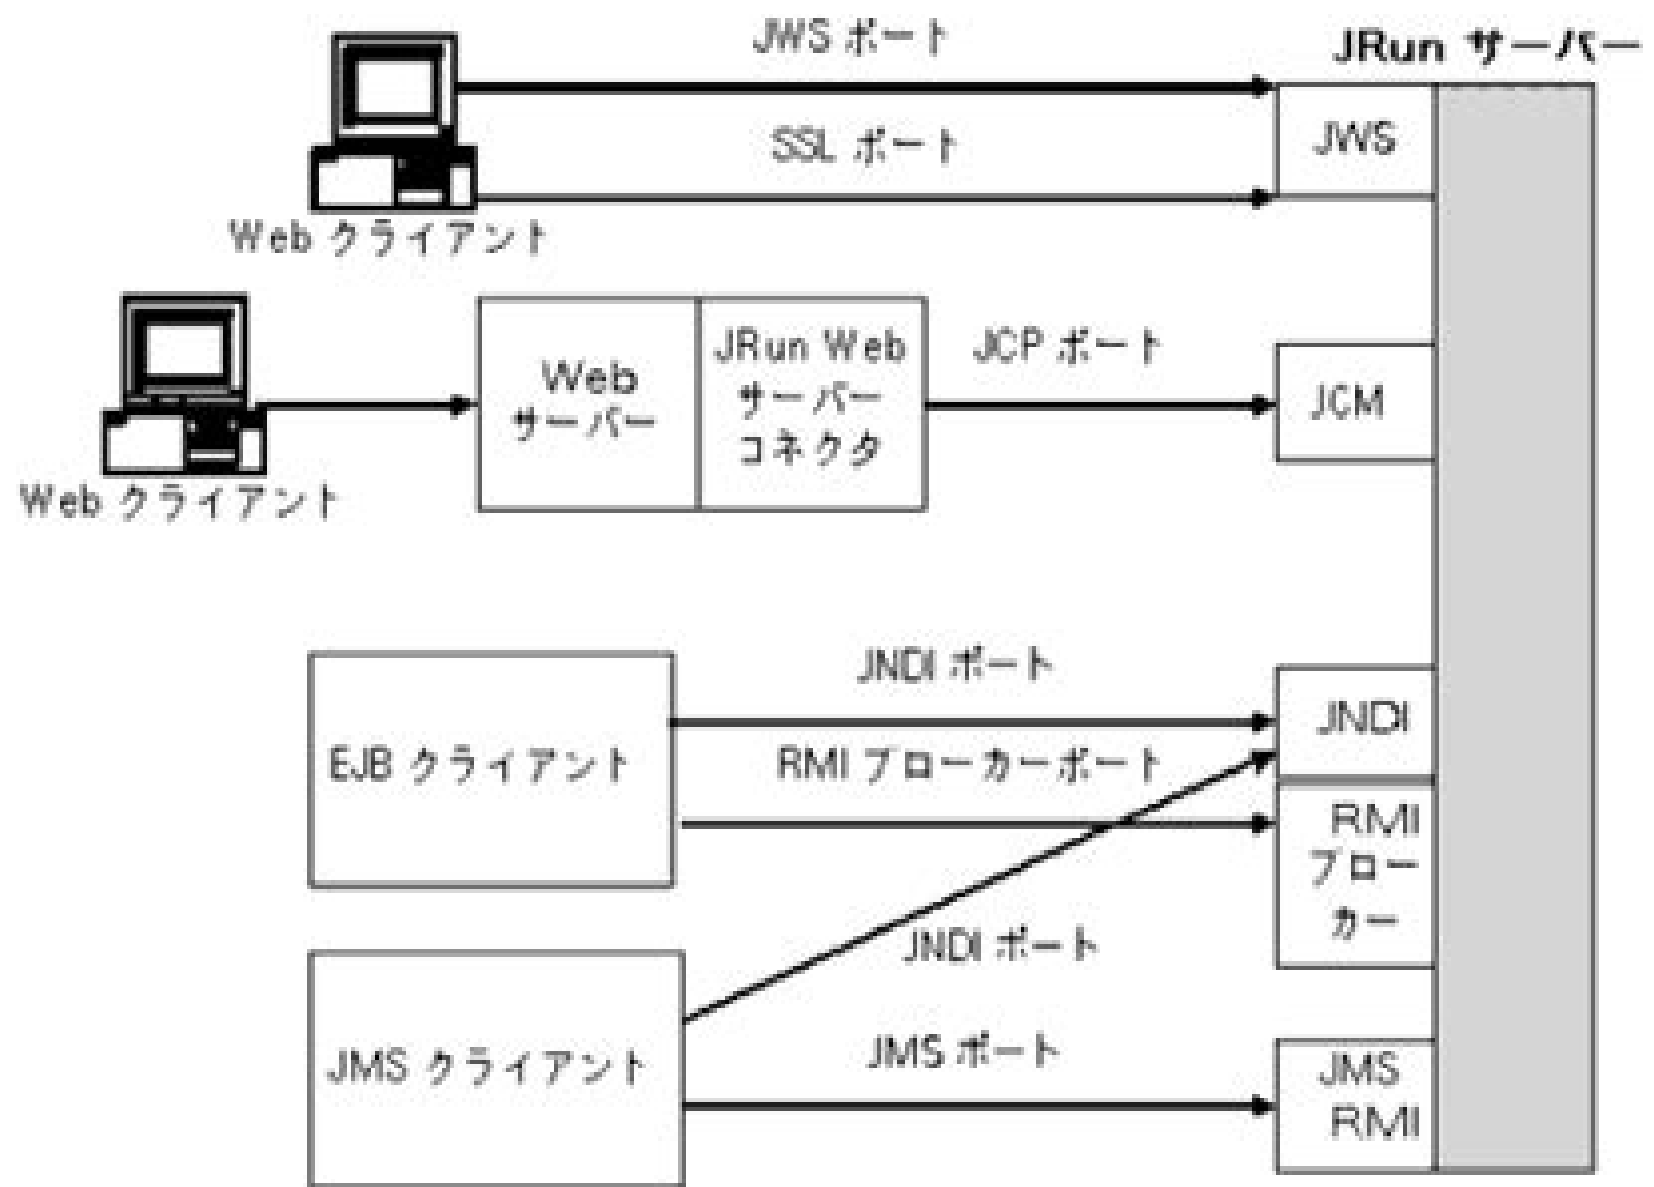 JWS ポート
JRun サーバー
JWS
SSL ポート
Web クライアント
Web
サーバー
JRun Web
サーバー
コネクタ
JCP ポート
JCM
Web クライアント
JNDI ポート
JNDI
EJB クライアント
RMI ブローカーポート
RMI
ブロー
カー
JNDI ポート
JMS クライアント
JMS ポート
JMS
RMI